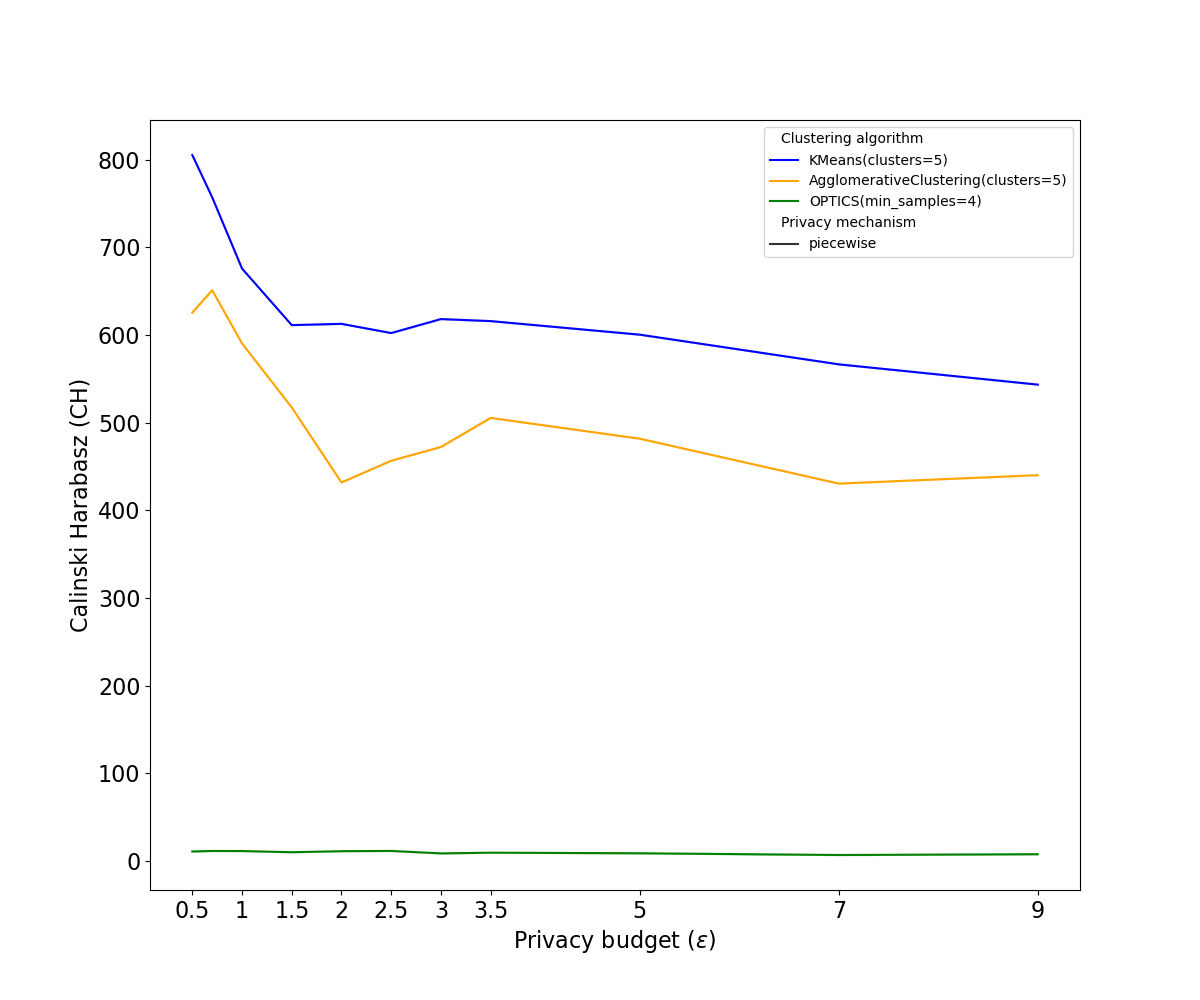 Clustering algorithm
KMeans(clusters=5)
AgglomerativeClustering(clusters=5)
OPTICS(min_samples=4)
Privacy mechanism
piecewise
Calinski Harabasz (CH)
800
700
600
500
400
300
200
100
0
0.5 1 1.5 2 2.5 3 3.5 5 7 9
Privacy budget (ε)